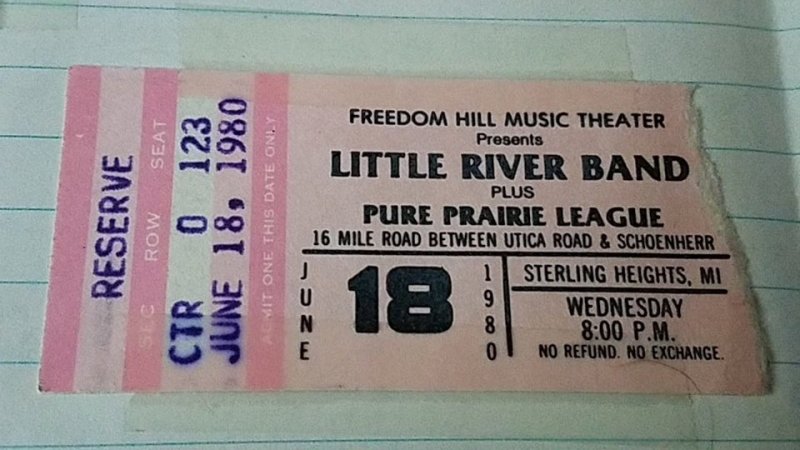 RESERVE
SEC ROW SEAT
CTR O 123
JUNE 18, 1980
ADMIT ONE THIS DATE ONLY
FREEDOM HILL MUSIC THEATER
Presents
LITTLE RIVER BAND
PLUS
PURE PRAIRIE LEAGUE
16 MILE ROAD BETWEEN UTICA ROAD & SCHOENHERR
JUNE
18
1980
STERLING HEIGHTS, MI
WEDNESDAY
8:00 P.M.
NO REFUND. NO EXCHANGE.